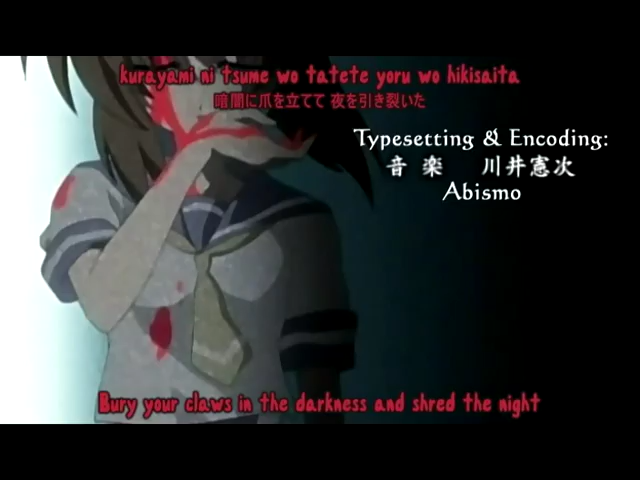 kurayami ni tsume wo tatete yoru wo hikisaita
暗闇に爪を立てて 夜を引き裂いた
Typesetting & Encoding:
音 楽 川井憲次
Abismo
Bury your claws in the darkness and shred the night